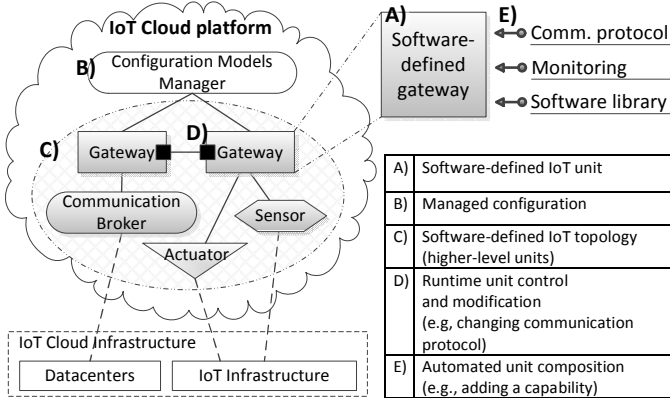 IoT Cloud platform
B) Configuration Models
Manager
C) Gateway
D) Gateway
Communication
Broker
Sensor
Actuator
IoT Cloud Infrastructure
Datacenters
IoT Infrastructure
A) Software-
defined
gateway
E) Comm. protocol
Monitoring
Software library
A) Software-defined IoT unit
B) Managed configuration
C) Software-defined IoT topology
(higher-level units)
D) Runtime unit control
and modification
(e.g, changing communication
protocol)
E) Automated unit composition
(e.g., adding a capability)